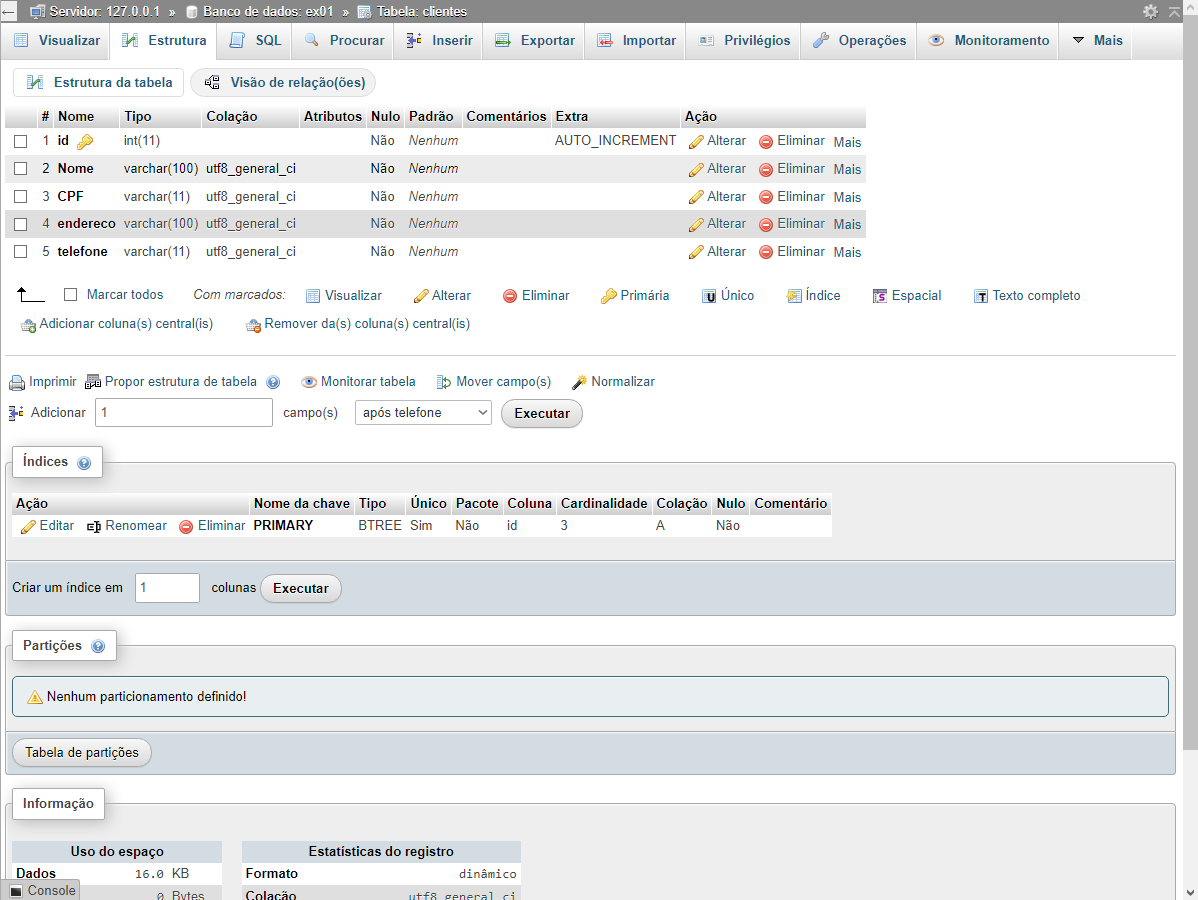 Servidor: 127.0.0.1 » Banco de dados: ex01 » Tabela: clientes
Visualizar Estrutura SQL Procurar Inserir Exportar Importar Privilégios Operações Monitoramento Mais
Estrutura da tabela Visão de relação(ões)
# Nome Tipo Colação Atributos Nulo Padrão Comentários Extra Ação
1 id int(11) Não Nenhum AUTO_INCREMENT Alterar Eliminar Mais
2 Nome varchar(100) utf8_general_ci Não Nenhum Alterar Eliminar Mais
3 CPF varchar(11) utf8_general_ci Não Nenhum Alterar Eliminar Mais
4 endereco varchar(100) utf8_general_ci Não Nenhum Alterar Eliminar Mais
5 telefone varchar(11) utf8_general_ci Não Nenhum Alterar Eliminar Mais
Marcar todos Com marcados: Visualizar Alterar Eliminar Primária Único Índice Espacial Texto completo
Adicionar coluna(s) central(is) Remover da(s) coluna(s) central(is)
Imprimir Propor estrutura de tabela Monitorar tabela Mover campo(s) Normalizar
Adicionar 1 campo(s) após telefone Executar
Índices
Ação Nome da chave Tipo Único Pacote Coluna Cardinalidade Colação Nulo Comentário
Editar Renomear Eliminar PRIMARY BTREE Sim Não id 3 A Não
Criar um índice em 1 colunas Executar
Partições
Nenhum particionamento definido!
Tabela de partições
Informação
Uso do espaço Estatísticas do registro
Dados 16.0 KB Formato dinâmico
Console 0 Bytes Colação utf8_general_ci